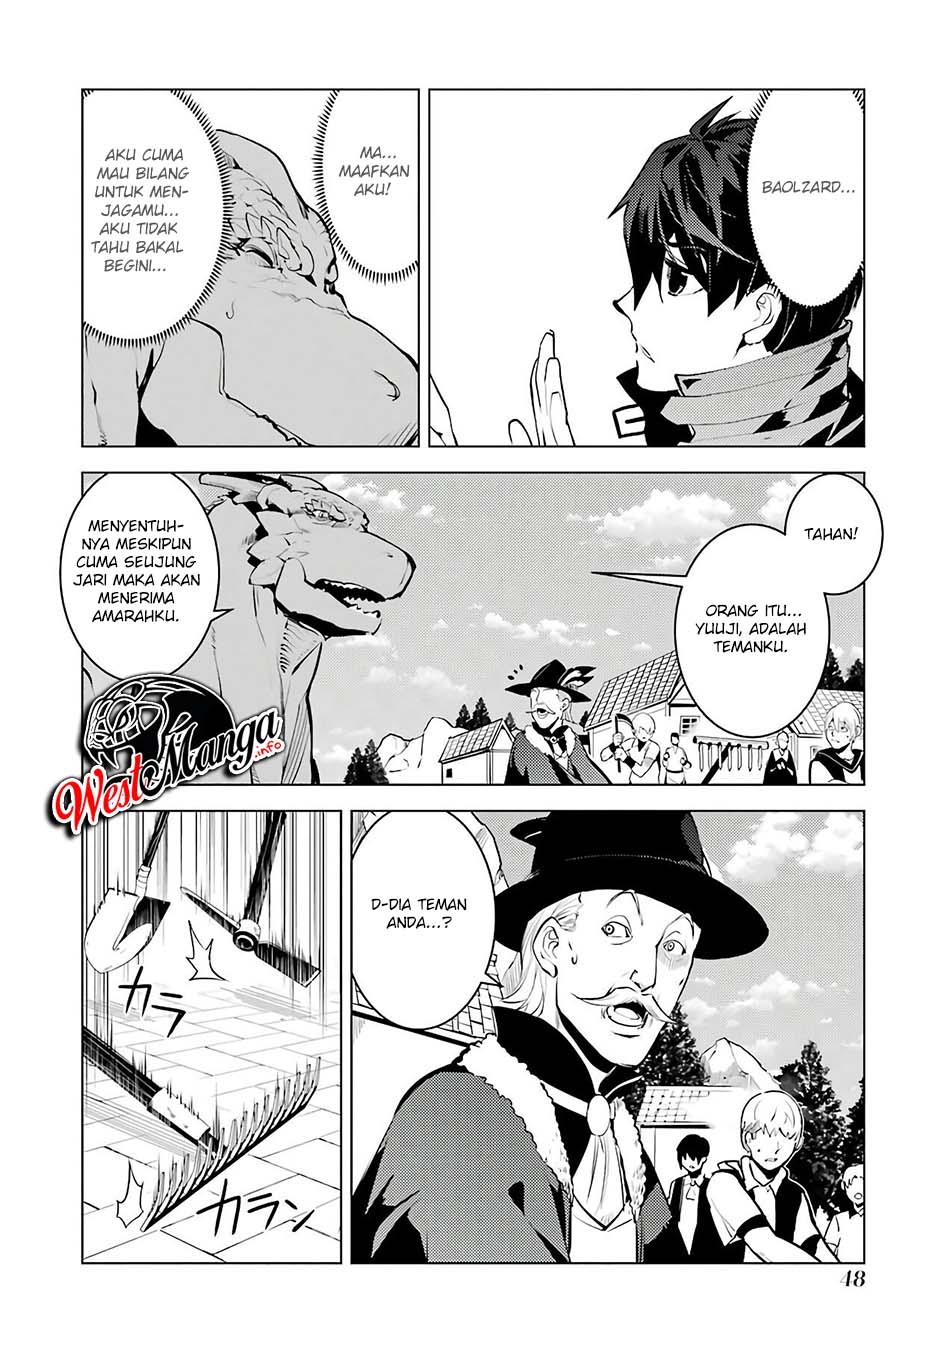 BAOLZARD...
MA...
MAAFKAN
AKU!
AKU CUMA
MAU BILANG
UNTUK MEN-
JAGAMU...
AKU TIDAK
TAHU BAKAL
BEGINI...
TAHAN!
ORANG ITU...
YUUJI, ADALAH
TEMANKU.
MENYENTUH-
NYA MESKIPUN
CUMA SEUJUNG
JARI MAKA AKAN
MENERIMA
AMARAHKU.
WestManga
.info
D-DIA TEMAN
ANDA...?
カラ
カラン
48